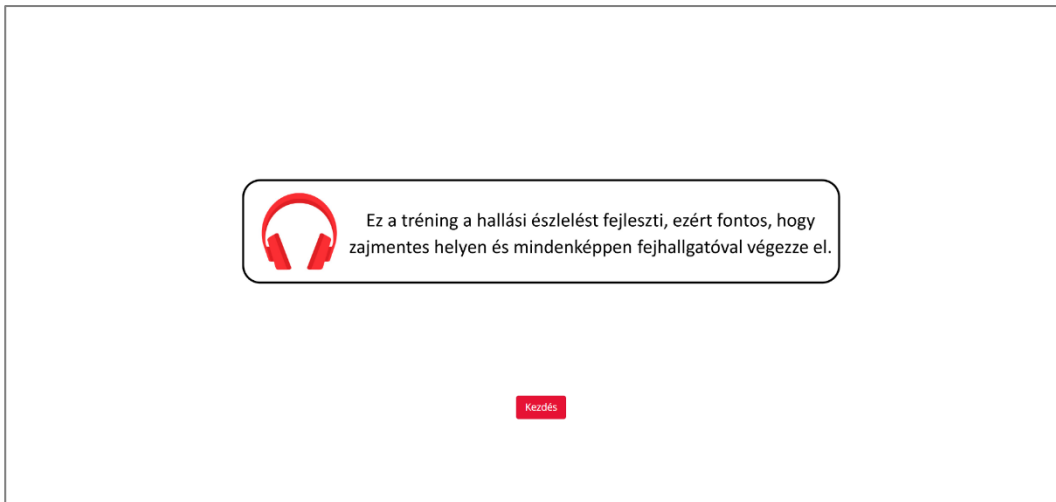 Ez a tréning a hallási észlelést fejleszti, ezért fontos, hogy
zajmentes helyen és mindenképpen fejhallgatóval végezze el.
Kezdés